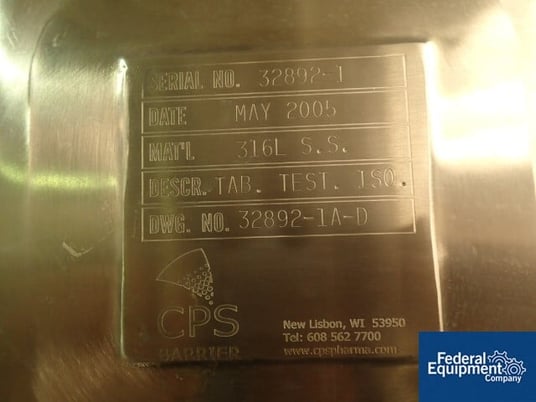 SERIAL NO. 32892-1
DATE MAY 2005
MAT'L 316L S.S.
DESCR. TAB. TEST. ISO.
DWG. NO. 32892-1A-D
CPS
BARRIER
New Lisbon, WI 53950
Tel: 608 562 7700
www.cpspharma.com
Federal
Equipment
Company